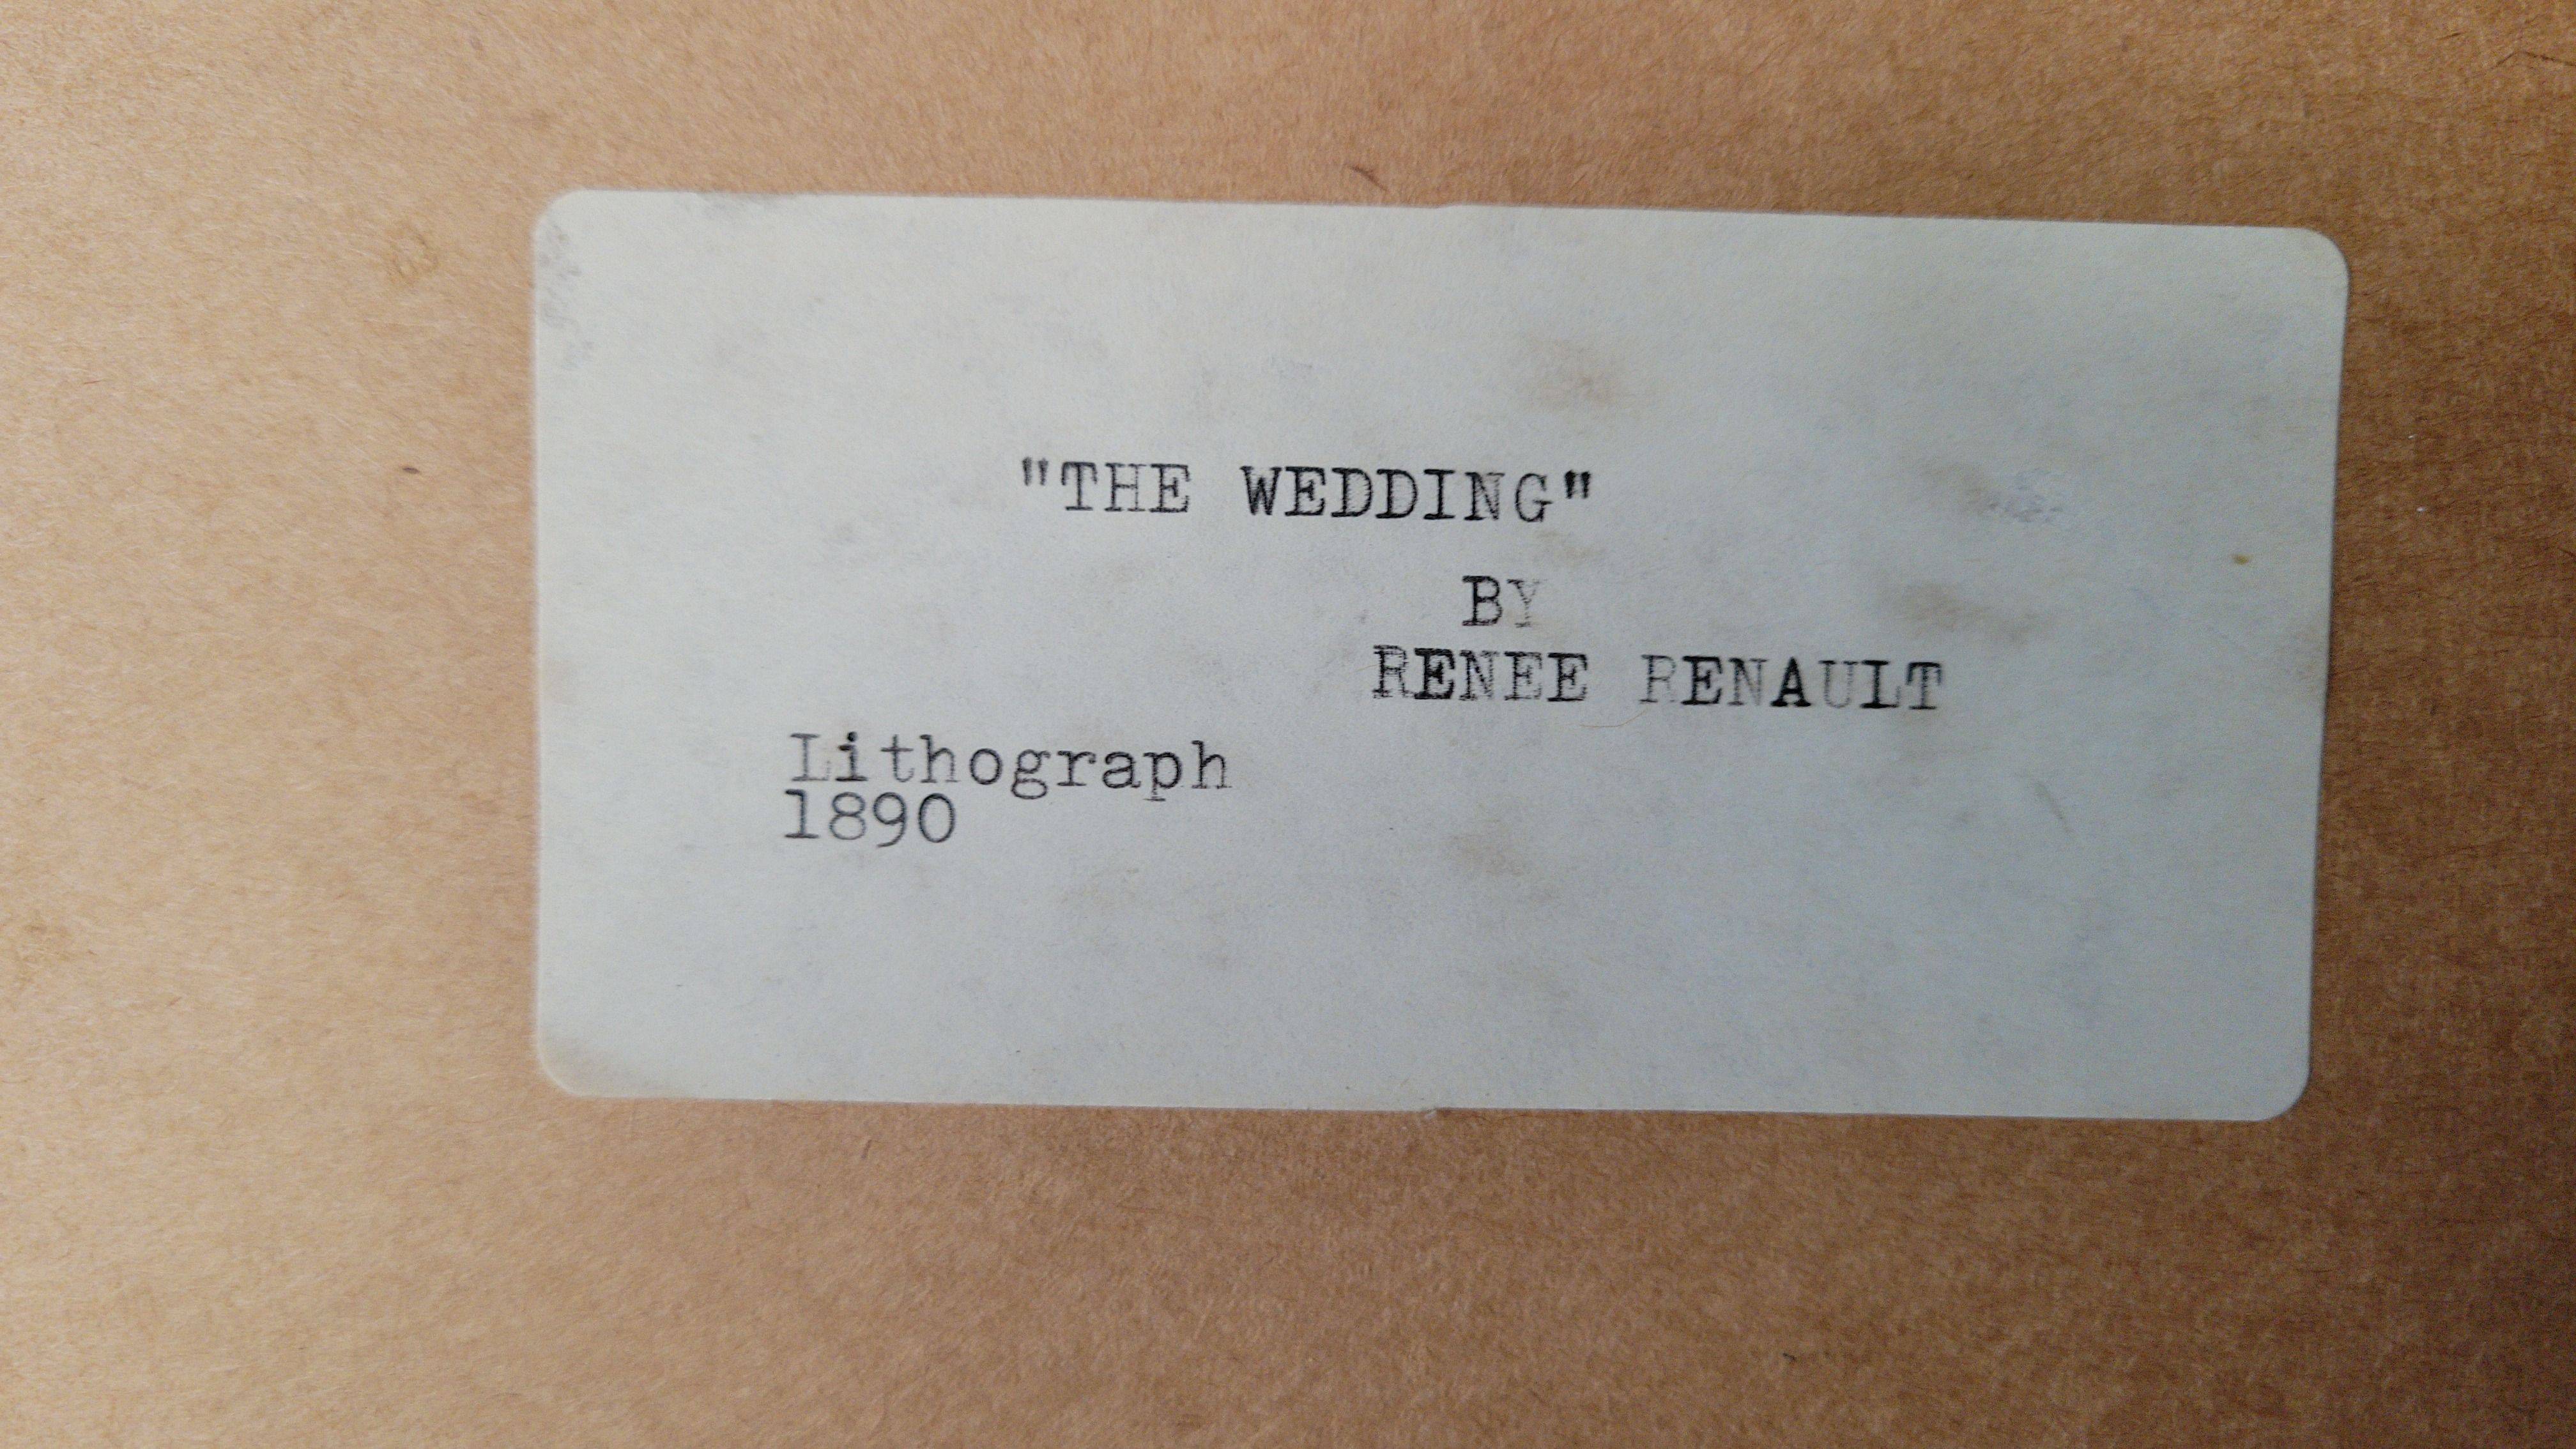 "THE WEDDING"
BY
RENEE RENAULT
Lithograph
1890